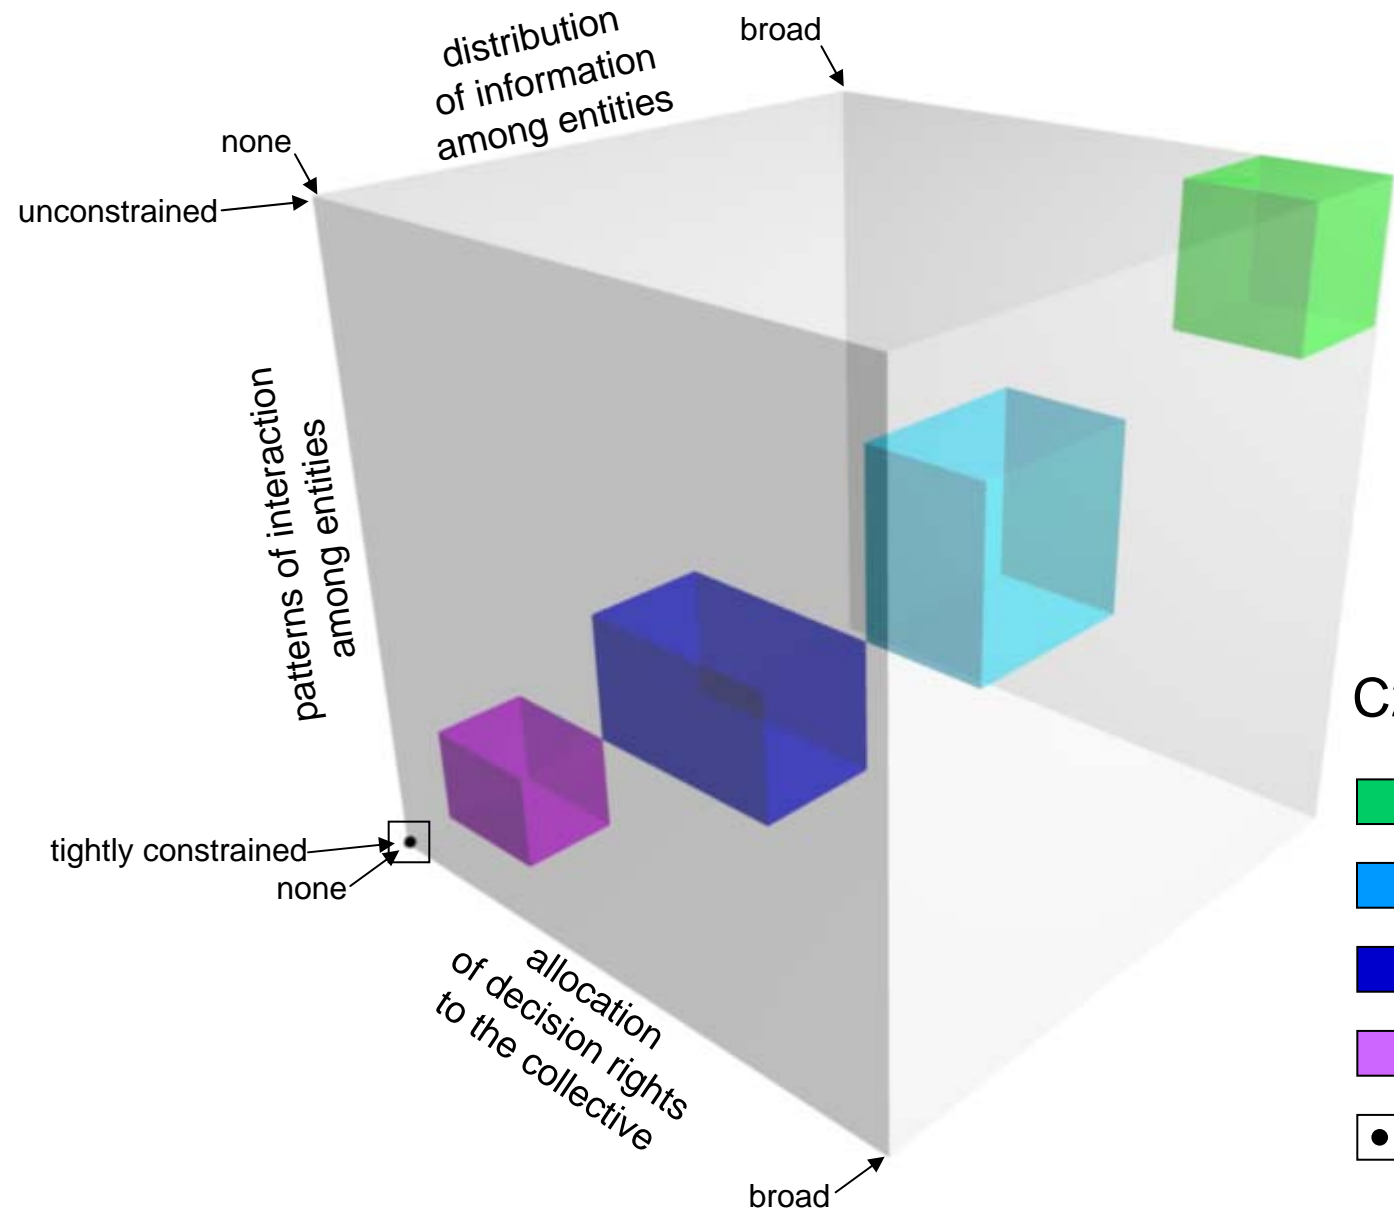 distribution
of information
among entities
broad
none
unconstrained
patterns of interaction
among entities
tightly constrained
none
allocation
of decision rights
to the collective
broad